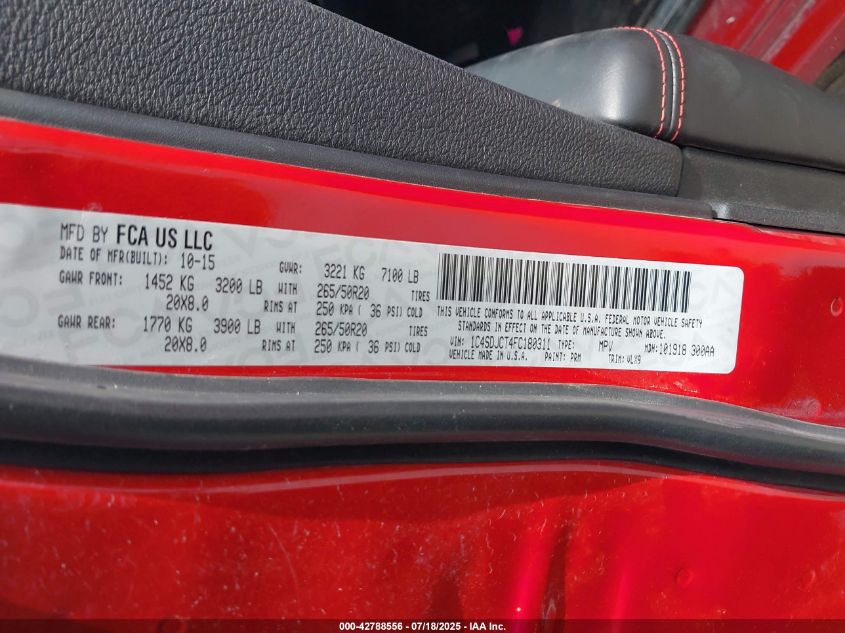 MFD BY FCA US LLC
DATE OF MFR(BUILT): 10-15 GVWR: 3221 KG 7100 LB
GAWR FRONT: 1452 KG 3200 LB WITH 265/50R20 TIRES
20X8.0 RIMS AT 250 KPA ( 36 PSI) COLD
GAWR REAR: 1770 KG 3900 LB WITH 265/50R20 TIRES
20X8.0 RIMS AT 250 KPA ( 36 PSI) COLD
THIS VEHICLE CONFORMS TO ALL APPLICABLE U.S.A. FEDERAL MOTOR VEHICLE SAFETY
STANDARDS IN EFFECT ON THE DATE OF MANUFACTURE SHOWN ABOVE.
VIN: 1C4SDJCT4FC180311 TYPE: MPV MDH: 101918 300AA
VEHICLE MADE IN U.S.A. PAINT: PRM TRIM: VLX9
000-42788556 - 07/18/2025 - IAA Inc.